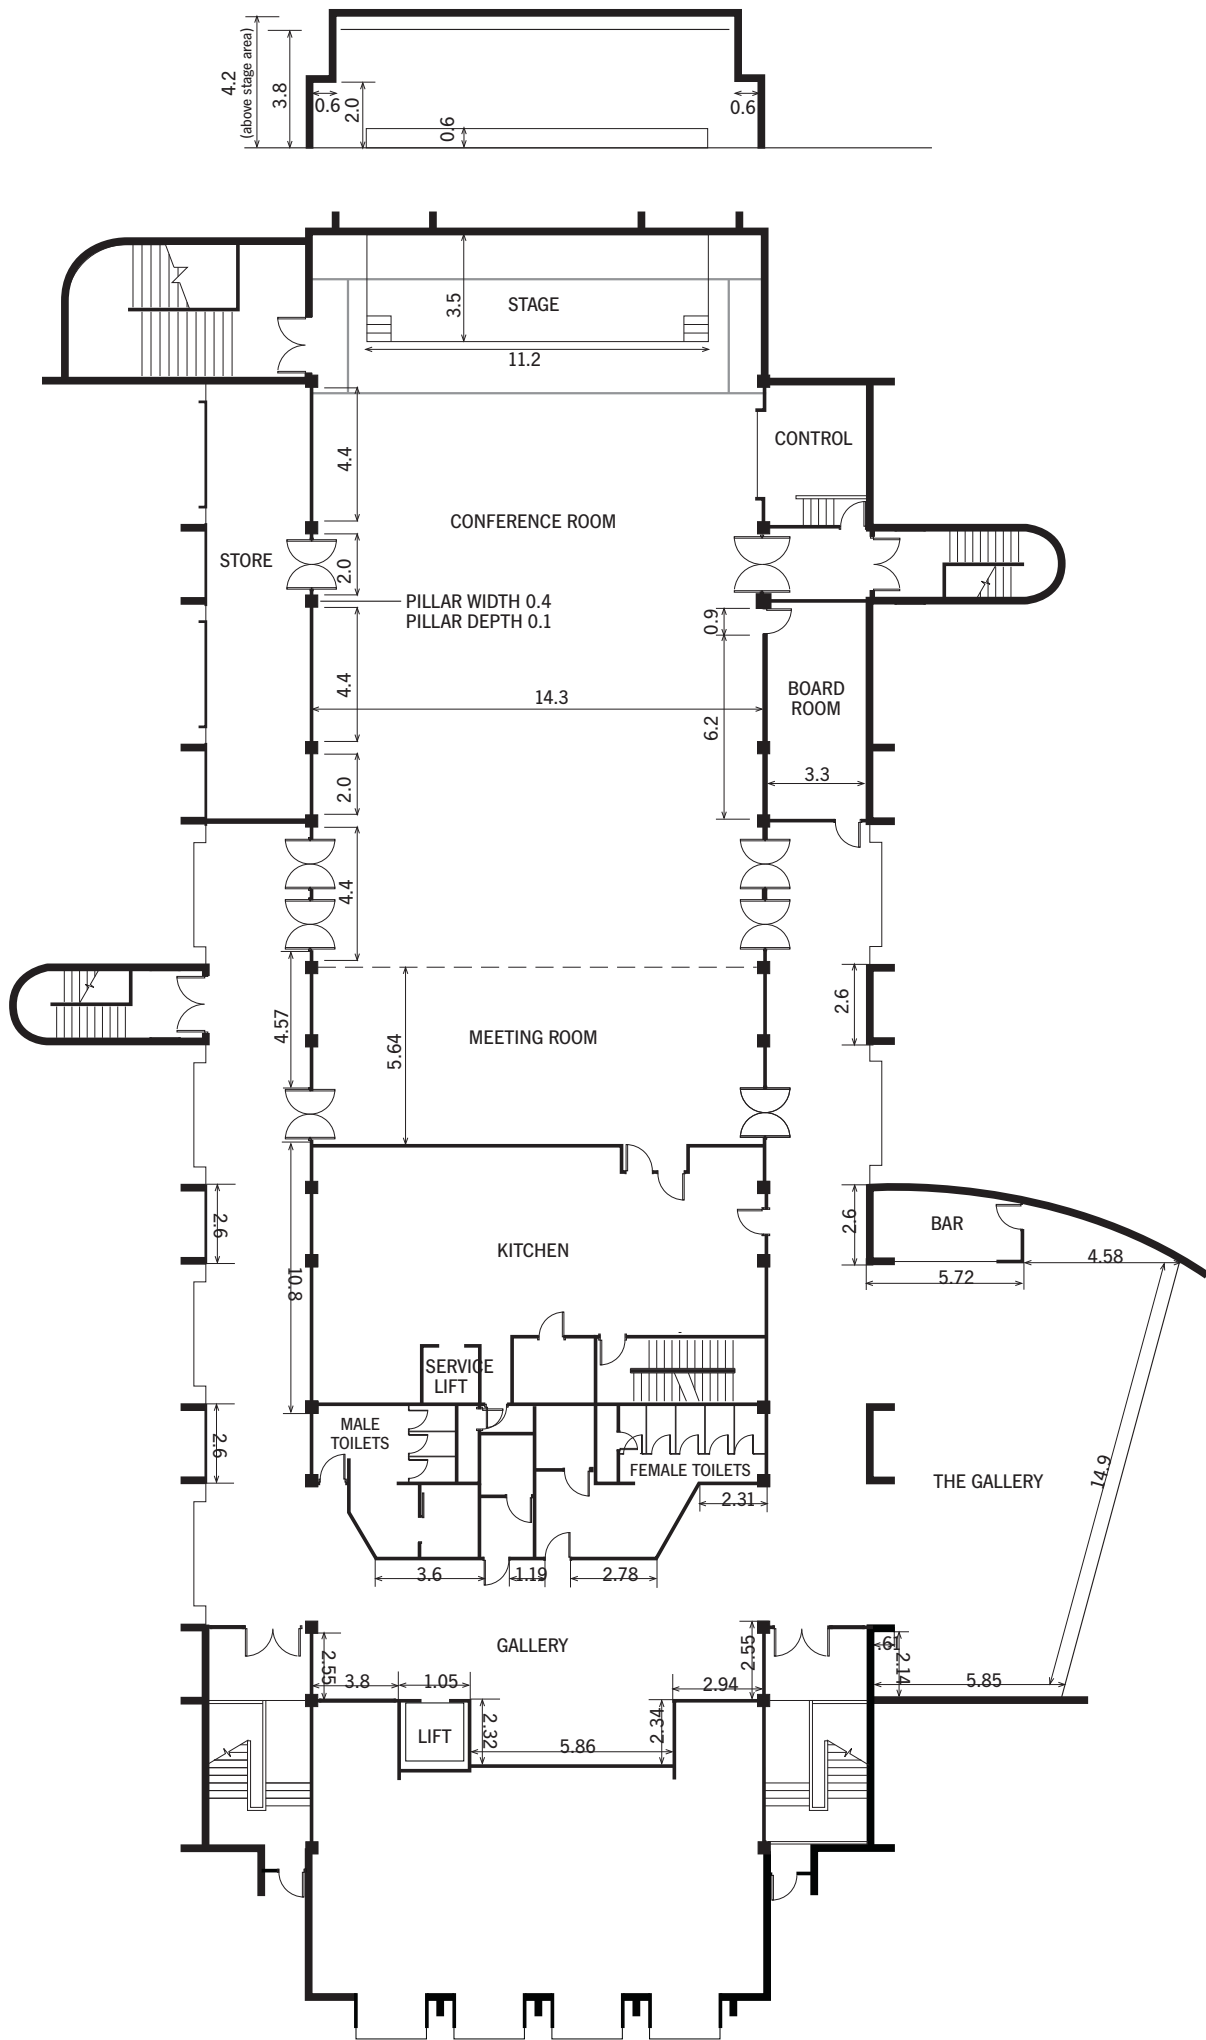 4.2
(above stage area)
3.8
0.6
2.0
0.6
0.6
3.5
STAGE
11.2
4.4
CONTROL
CONFERENCE ROOM
STORE
2.0
PILLAR WIDTH 0.4
PILLAR DEPTH 0.1
0.9
4.4
14.3
6.2
BOARD
ROOM
3.3
2.0
4.4
4.57
5.64
MEETING ROOM
2.6
2.6
10.8
KITCHEN
2.6
BAR
4.58
5.72
SERVICE
LIFT
MALE
TOILETS
2.6
FEMALE TOILETS
2.31
14.9
THE GALLERY
3.6
1.19
2.78
GALLERY
2.55
3.8
1.05
2.55
2.94
.61
2.14
5.85
LIFT
2.32
5.86
2.34